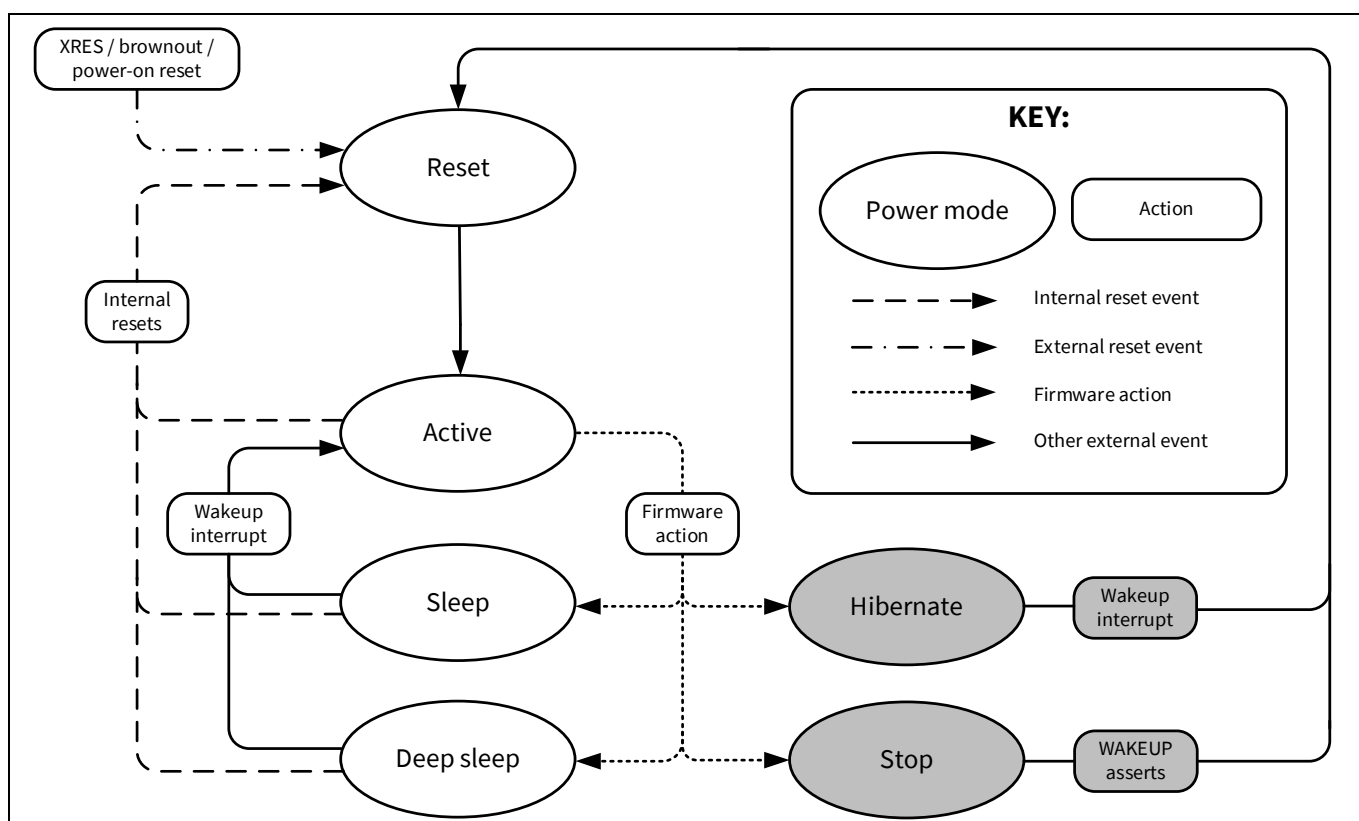 XRES / brownout /
power-on reset
Reset
KEY:
Power mode
Action
Internal reset event
External reset event
Firmware action
Other external event
Internal
resets
Active
Wakeup
interrupt
Firmware
action
Sleep
Hibernate
Wakeup
interrupt
Deep sleep
Stop
WAKEUP
asserts